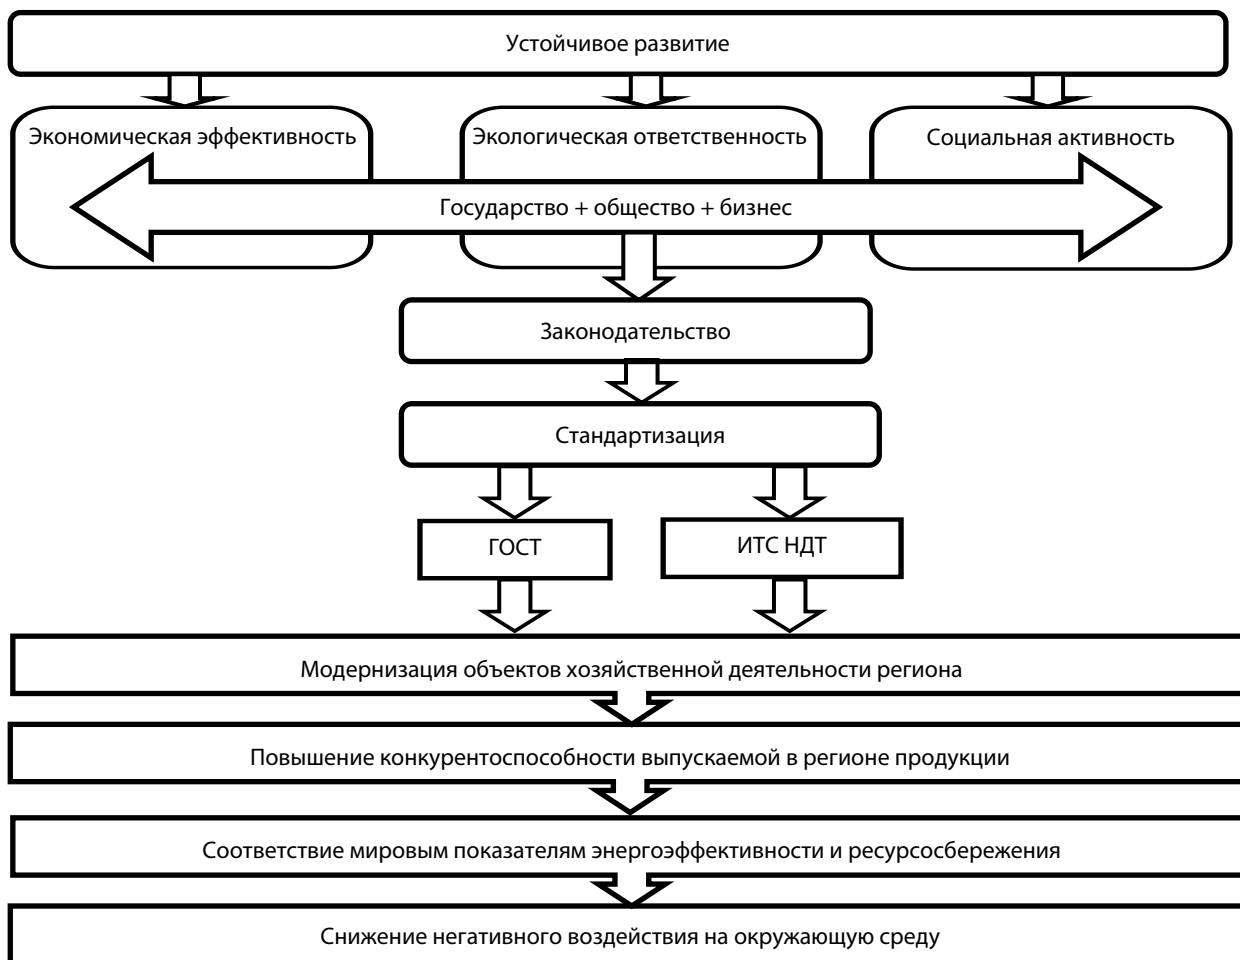 Устойчивое развитие
Экономическая эффективность
Экологическая ответственность
Социальная активность
Государство + общество + бизнес
Законодательство
Стандартизация
ГОСТ
ИТС НДТ
Модернизация объектов хозяйственной деятельности региона
Повышение конкурентоспособности выпускаемой в регионе продукции
Соответствие мировым показателям энергоэффективности и ресурсосбережения
Снижение негативного воздействия на окружающую среду